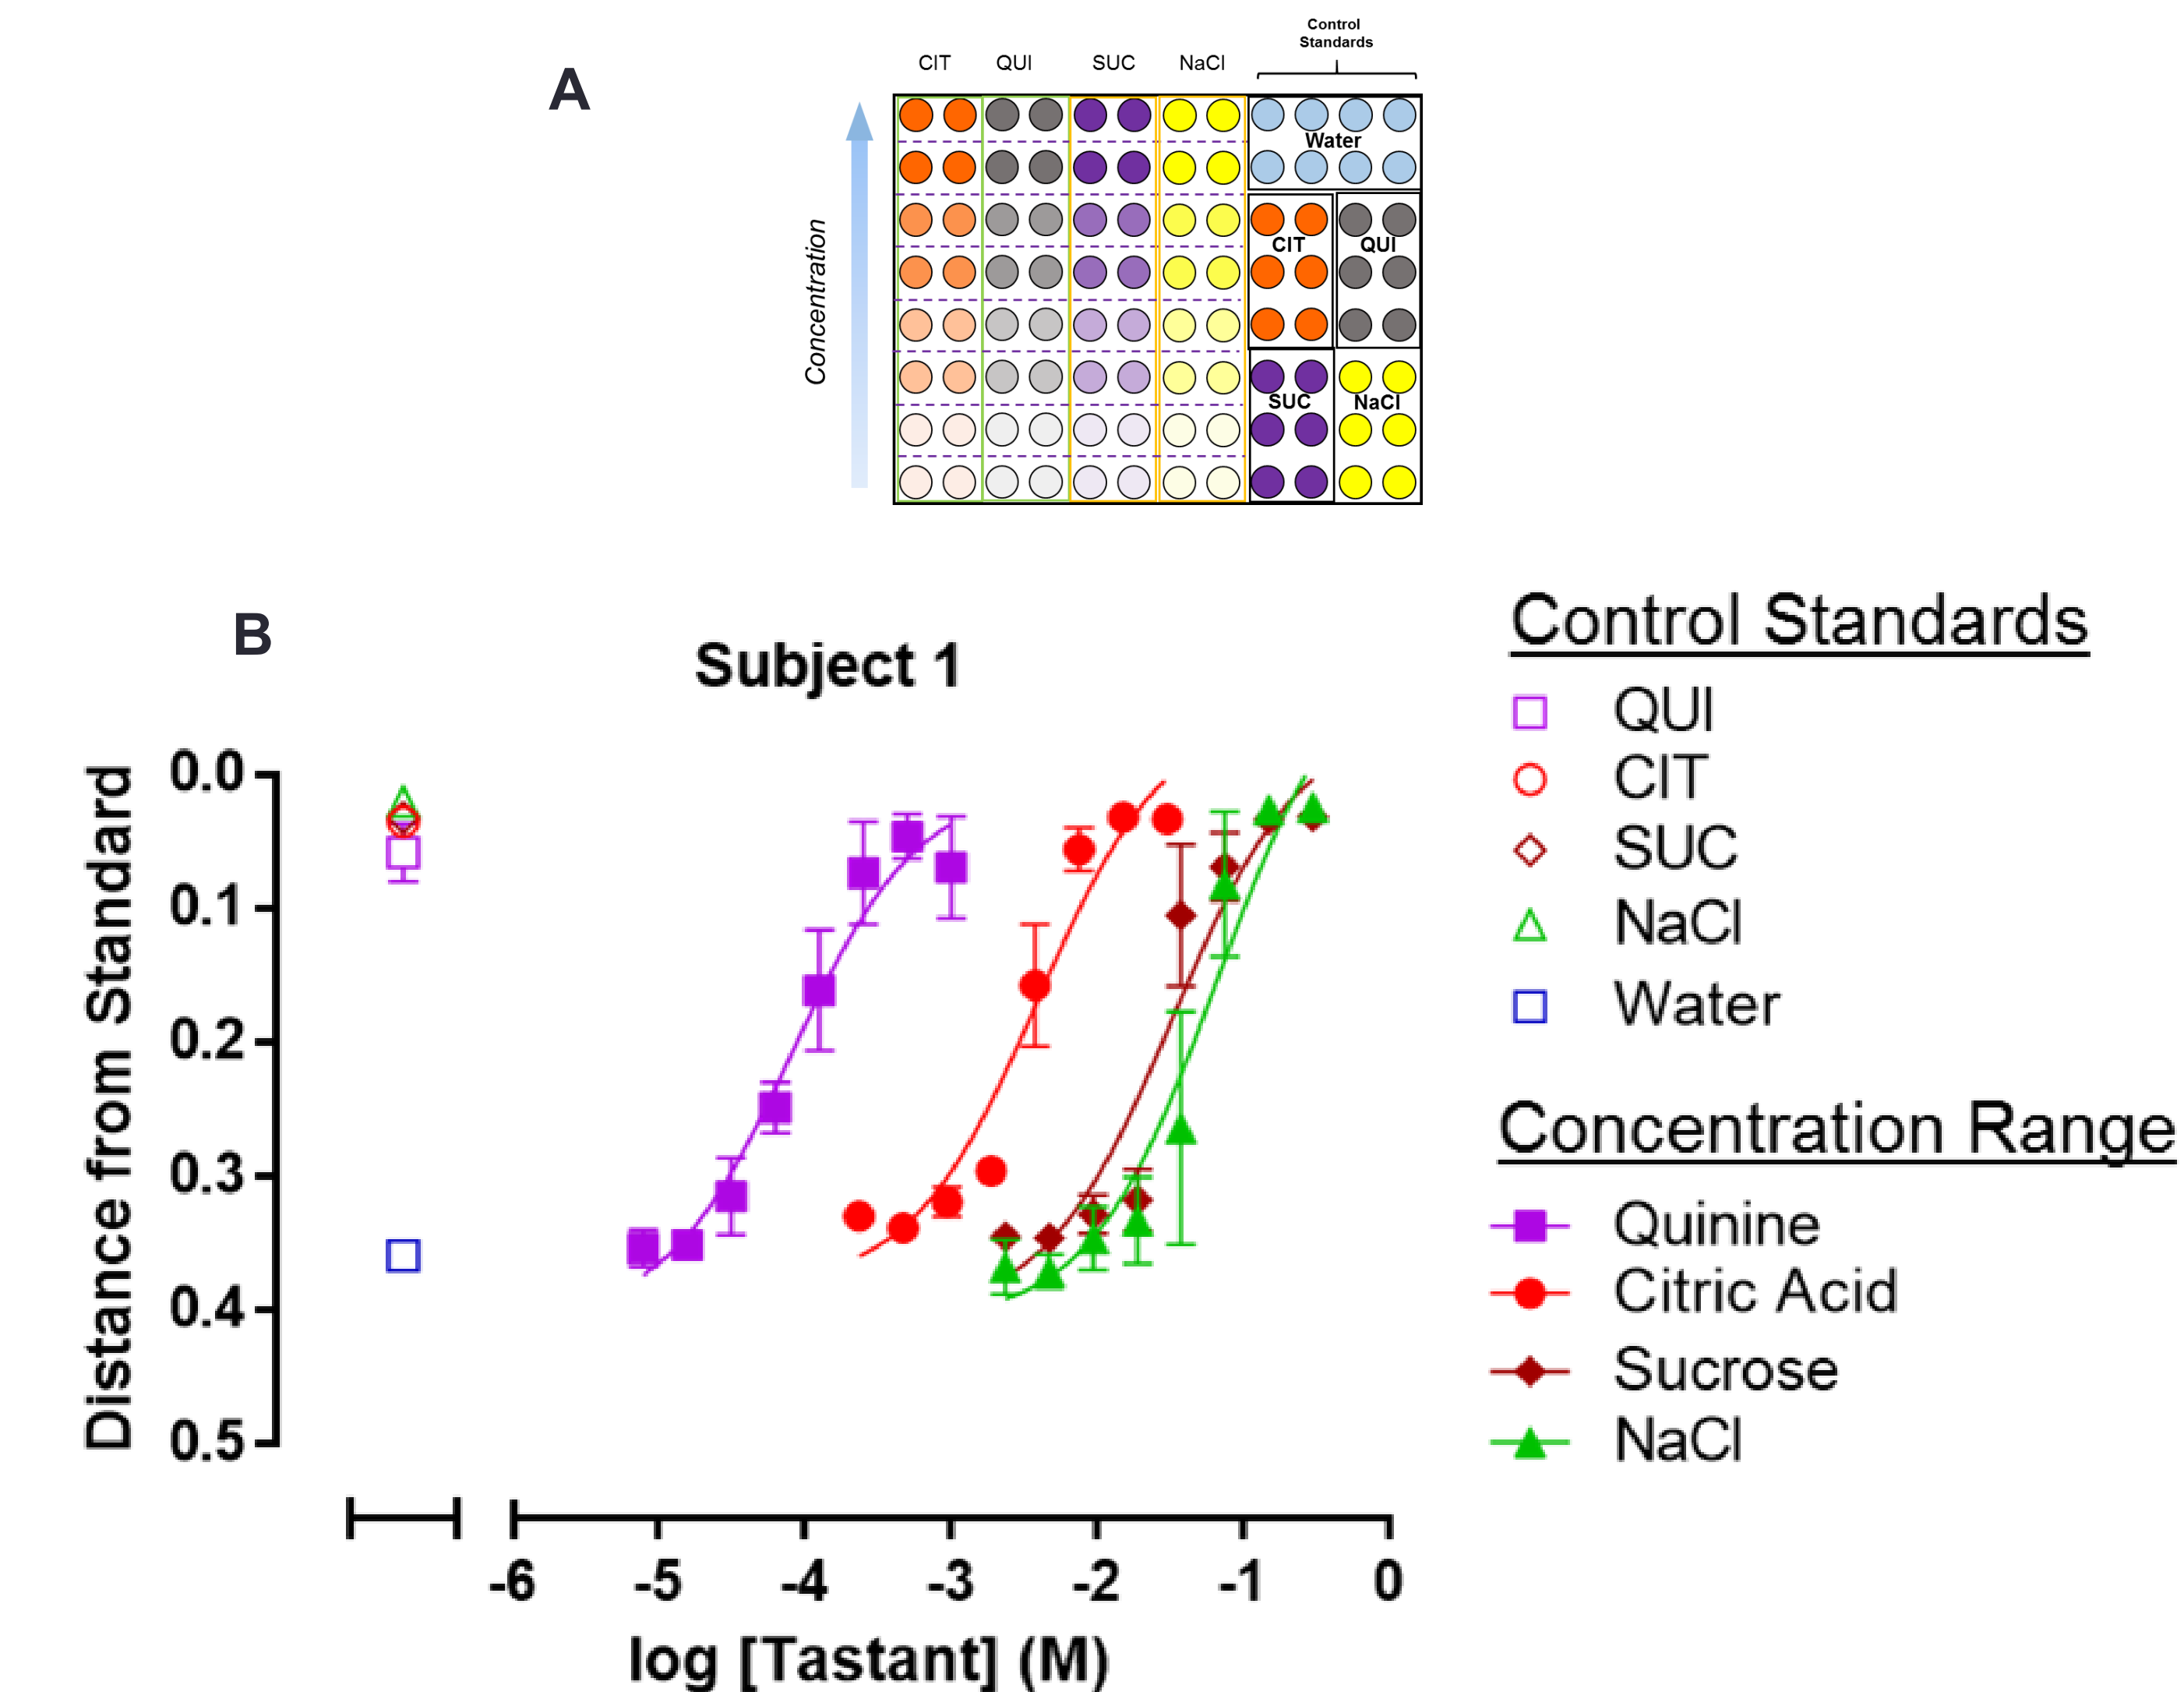 A
Control
Standards
CIT QUI SUC NaCl
Concentration
Water
CIT QUI
SUC NaCl
B
Subject 1
Distance from Standard
0.0
0.1
0.2
0.3
0.4
0.5
-6 -5 -4 -3 -2 -1 0
log [Tastant] (M)
Control Standards
QUI
CIT
SUC
NaCl
Water
Concentration Range
Quinine
Citric Acid
Sucrose
NaCl